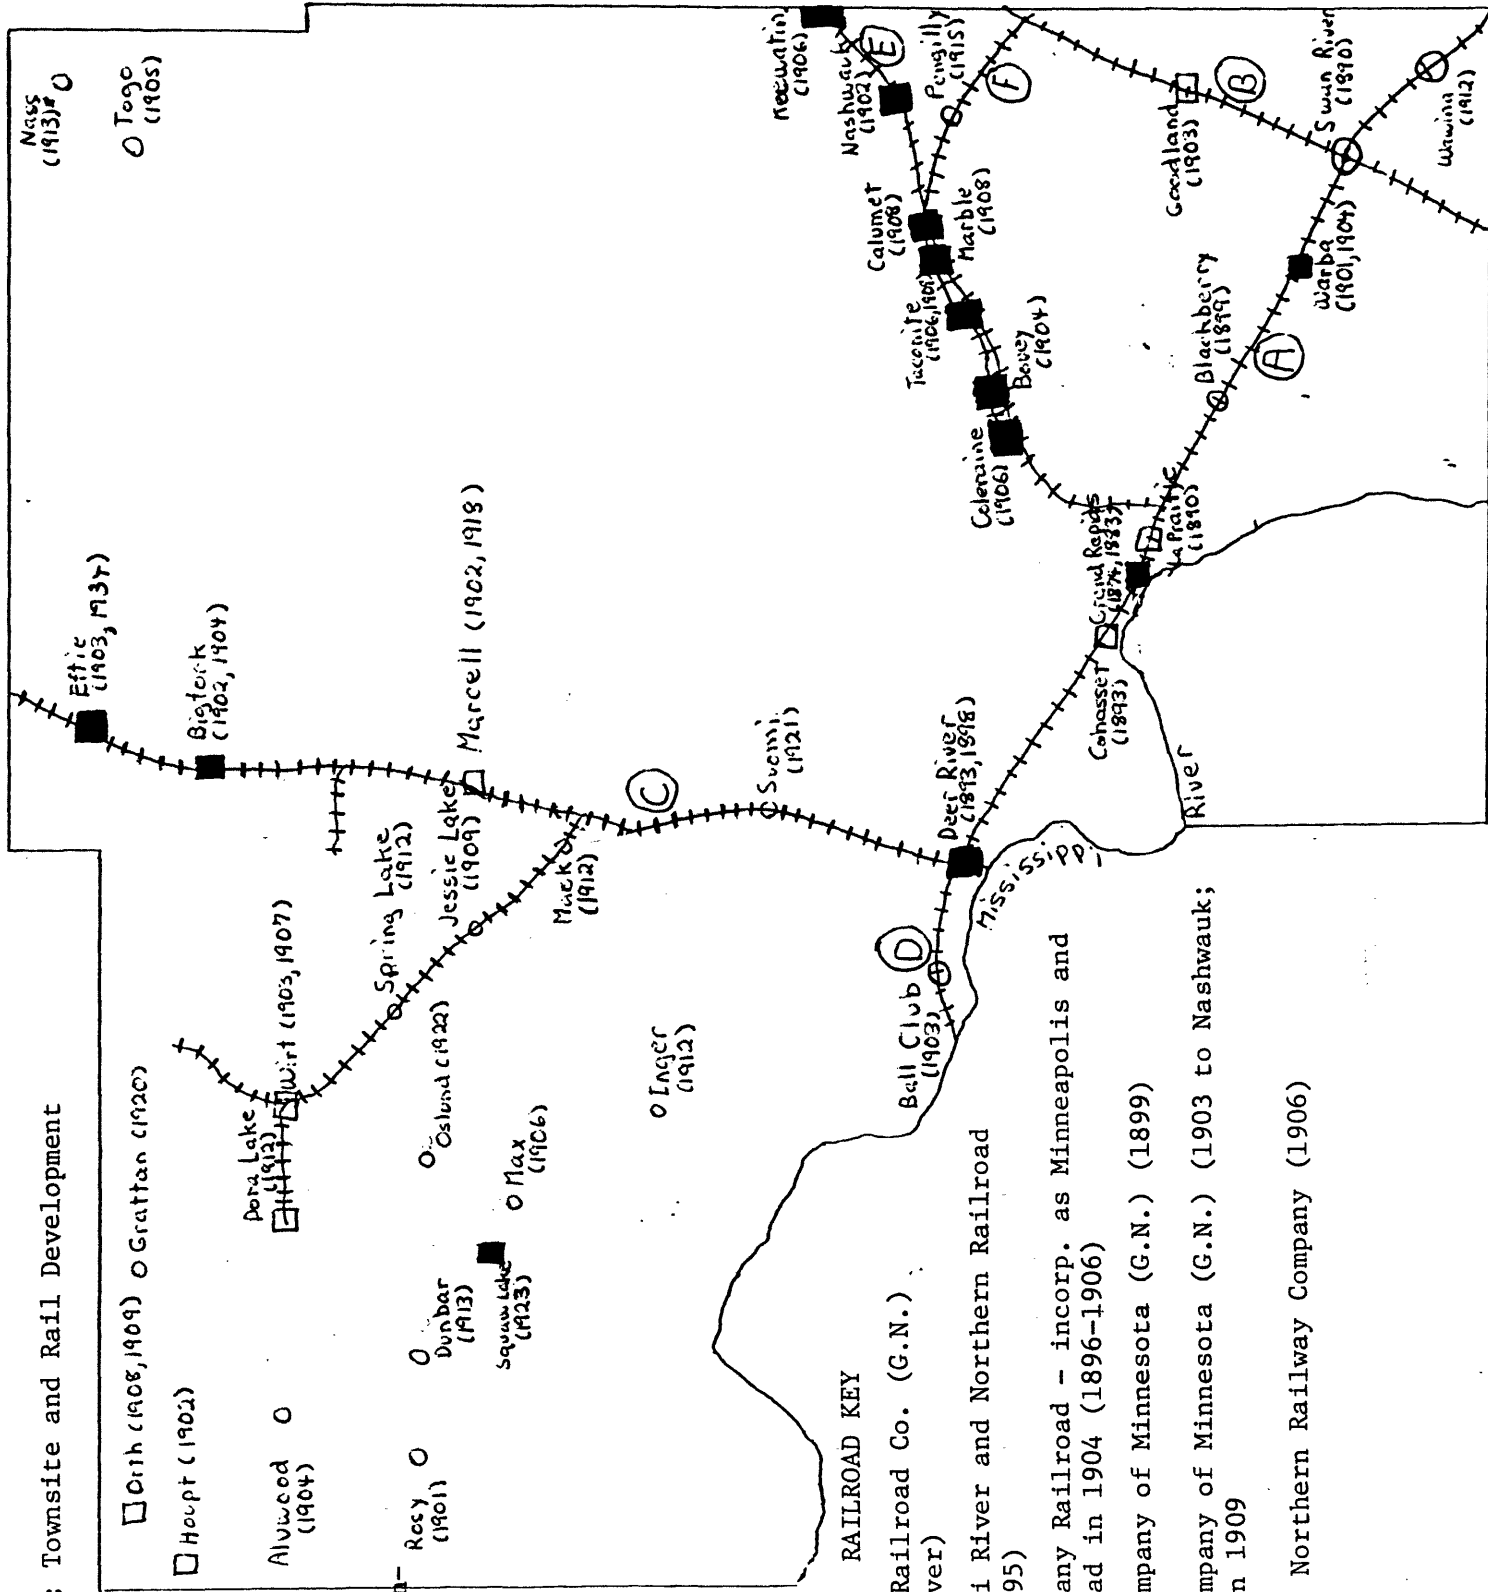 : Townsite and Rail Development
Nass
(1913)*
Togo
(1905)
Orth (1908, 1909)
Grattan (1920)
Houpt (1902)
Effie
(1903, 1934)
Bigfork
(1902, 1904)
Dora Lake
(1912)
Wirt (1903, 1907)
Alvwood
(1904)
Spring Lake
(1912)
Jessie Lake
(1909)
Marcell (1902, 1918)
Rosy
(1901)
n-
Dunbar
(1913)
Oslund (1922)
Squaw Lake
(1923)
Max
(1906)
Mack
(1912)
C
Inger
(1912)
Suomi
(1921)
Keewatin
(1906)
Nashwauk
(1902)
E
Pengilly
(1915)
F
Calumet
(1908)
Marble
(1908)
Taconite
(1906, 1909)
Bovey
(1904)
Coleraine
(1906)
Deer River
(1893, 1898)
Ball Club
(1903)
D
Mississippi
River
Cohasset
(1893)
Grand Rapids
La Prairie
(1890)
Blackberry
(1899)
A
Warba
(1901, 1904)
Goodland
(1903)
B
Swan River
(1890)
Wawina
(1912)
RAILROAD KEY
Railroad Co. (G.N.)
ver)
i River and Northern Railroad
95)
any Railroad - incorp. as Minneapolis and
ad in 1904 (1896-1906)
mpany of Minnesota (G.N.) (1899)
mpany of Minnesota (G.N.) (1903 to Nashwauk;
n 1909
Northern Railway Company (1906)